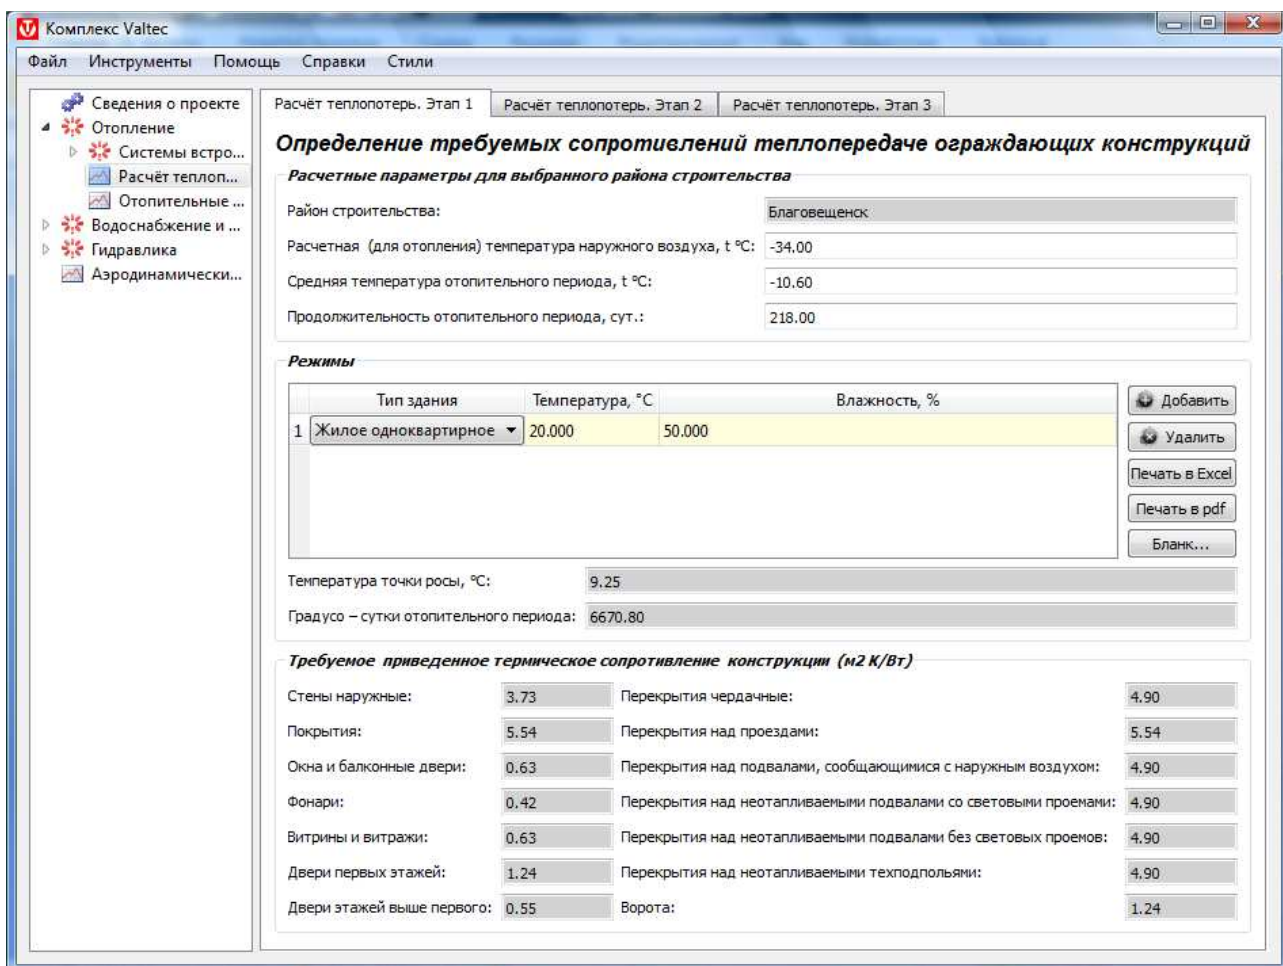 Комплекс Valtec
Файл Инструменты Помощь Справки Стили
Сведения о проекте
Отопление
Системы встро...
Расчёт теплоп...
Отопительные ...
Водоснабжение и ...
Гидравлика
Аэродинамически...
Расчёт теплопотерь. Этап 1 Расчёт теплопотерь. Этап 2 Расчёт теплопотерь. Этап 3
Определение требуемых сопротивлений теплопередаче ограждающих конструкций
Расчетные параметры для выбранного района строительства
Район строительства: Благовещенск
Расчетная (для отопления) температура наружного воздуха, t ºC: -34.00
Средняя температура отопительного периода, t ºC: -10.60
Продолжительность отопительного периода, сут.: 218.00
Режимы
Тип здания Температура, °C Влажность, %
1 Жилое одноквартирное 20.000 50.000
Добавить
Удалить
Печать в Excel
Печать в pdf
Бланк...
Температура точки росы, ºC: 9.25
Градусо – сутки отопительного периода: 6670.80
Требуемое приведенное термическое сопротивление конструкции (м2 К/Вт)
Стены наружные: 3.73 Перекрытия чердачные: 4.90
Покрытия: 5.54 Перекрытия над проездами: 5.54
Окна и балконные двери: 0.63 Перекрытия над подвалами, сообщающимися с наружным воздухом: 4.90
Фонари: 0.42 Перекрытия над неотапливаемыми подвалами со световыми проемами: 4.90
Витрины и витражи: 0.63 Перекрытия над неотапливаемыми подвалами без световых проемов: 4.90
Двери первых этажей: 1.24 Перекрытия над неотапливаемыми техподпольями: 4.90
Двери этажей выше первого: 0.55 Ворота: 1.24